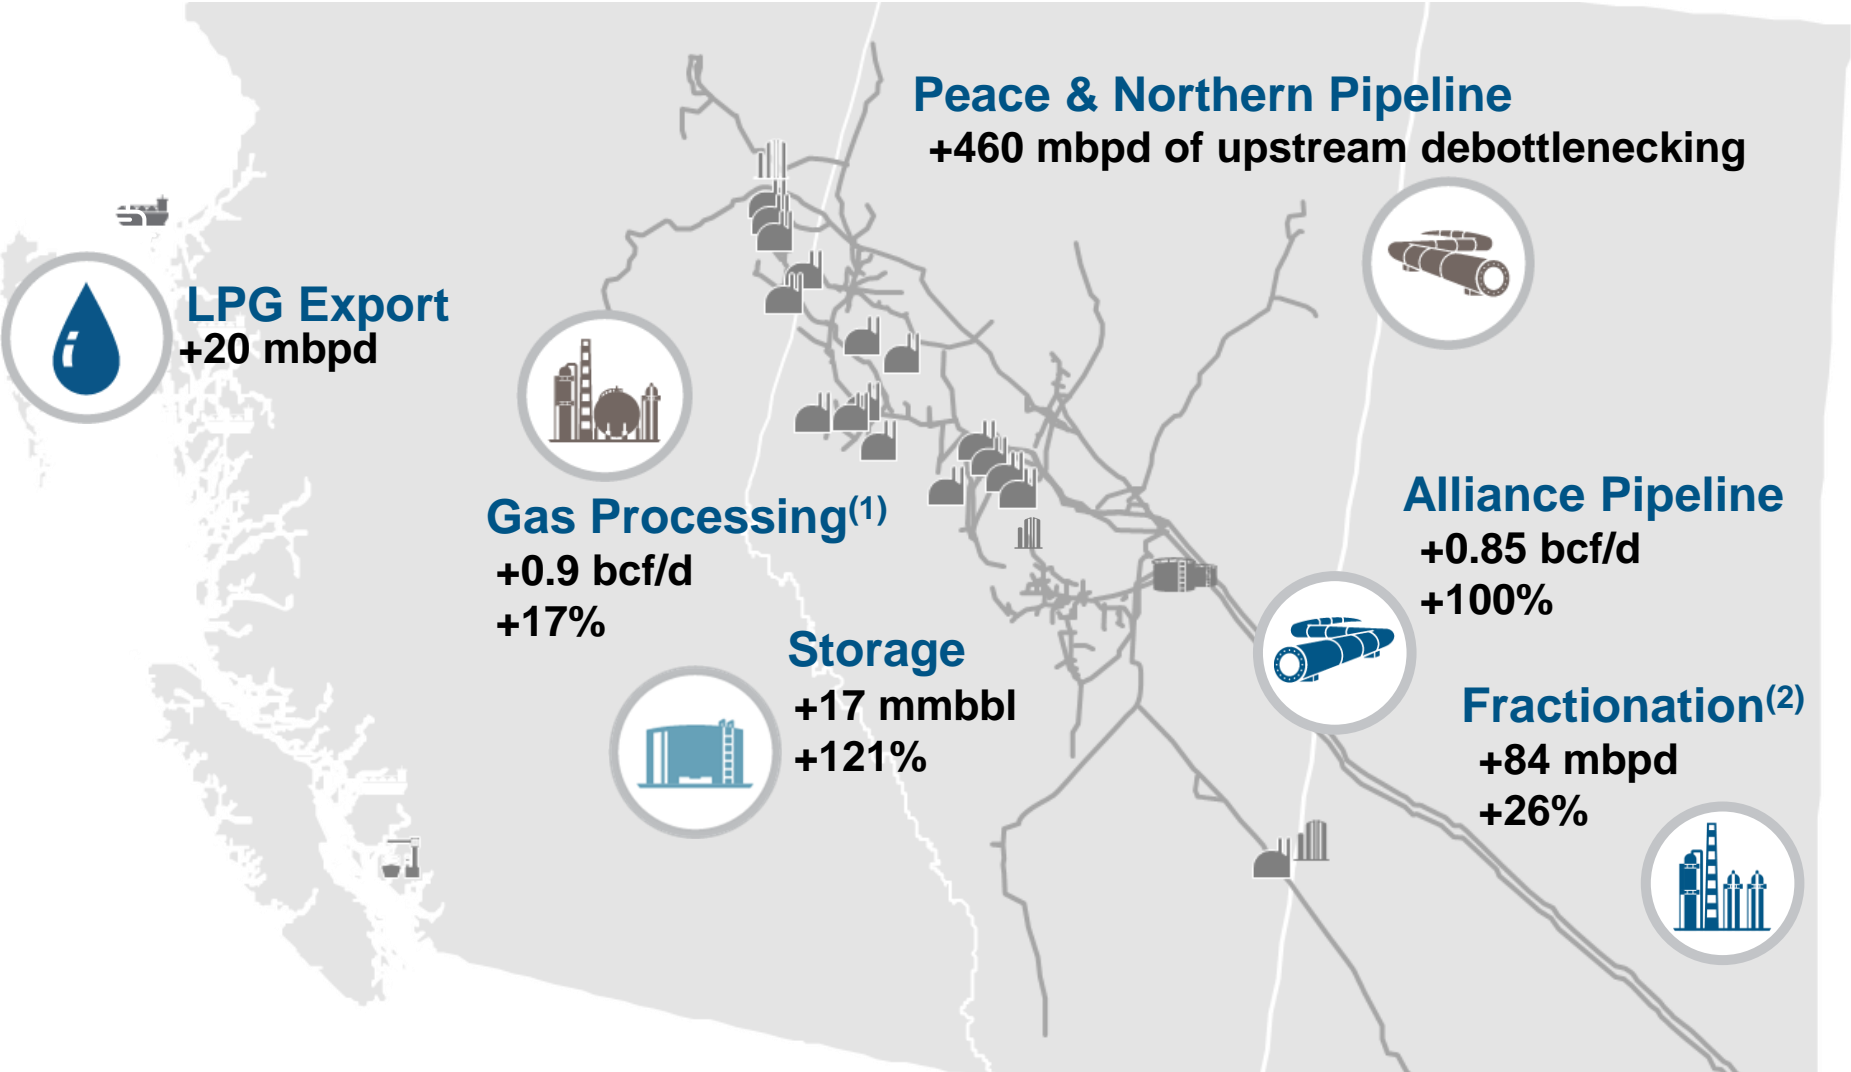 Peace & Northern Pipeline
+460 mbpd of upstream debottlenecking
LPG Export
+20 mbpd
Gas Processing(1)
+0.9 bcf/d
+17%
Alliance Pipeline
+0.85 bcf/d
+100%
Storage
+17 mmbbl
+121%
Fractionation(2)
+84 mbpd
+26%